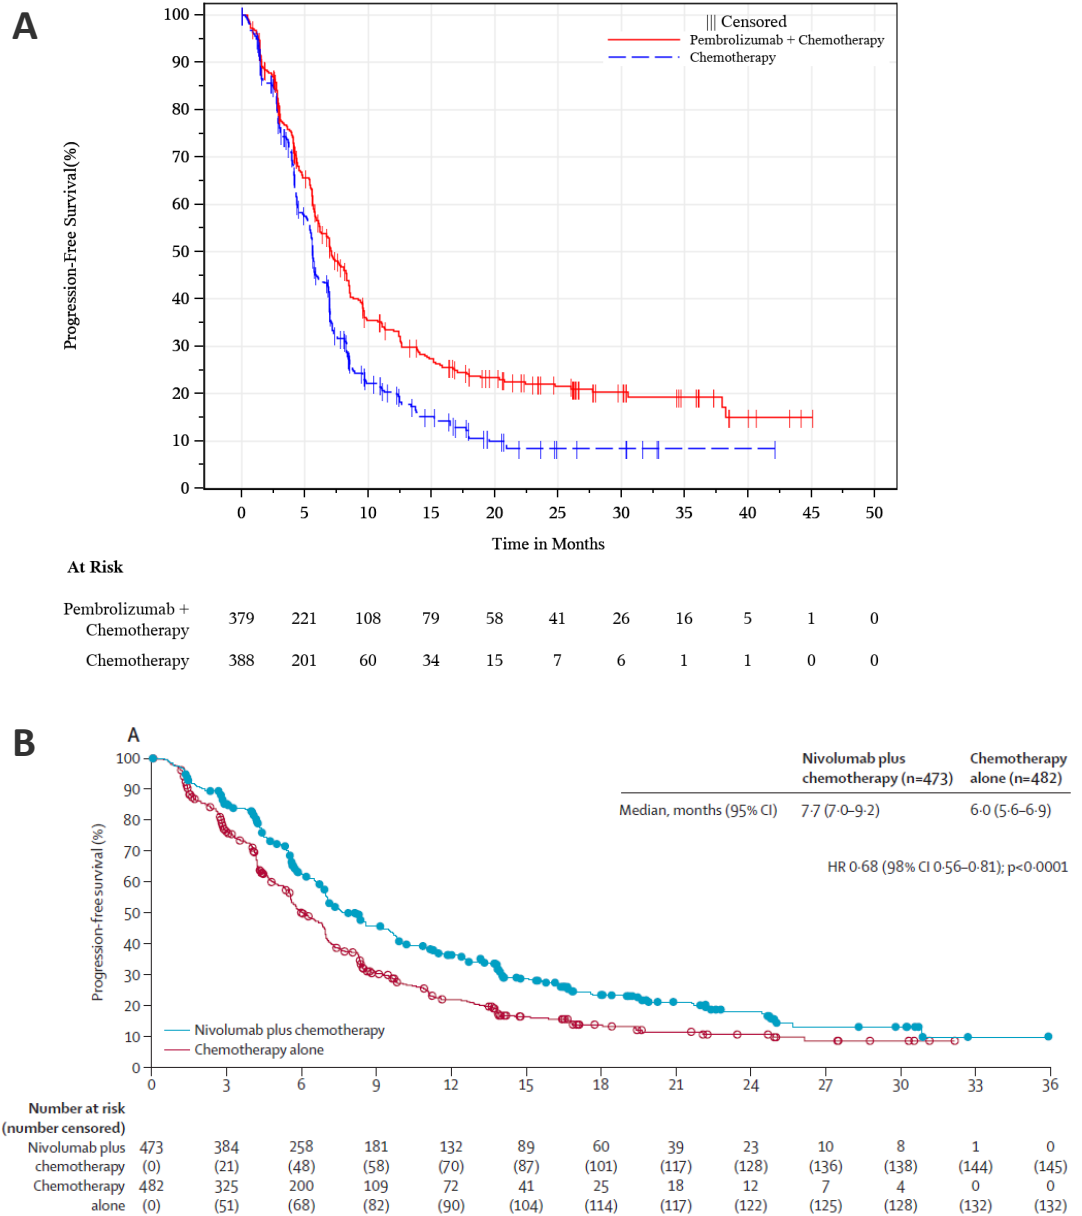 A
||| Censored
Pembrolizumab + Chemotherapy
Chemotherapy
100
90
80
70
60
50
40
30
20
10
0
Progression-Free Survival(%)
0 5 10 15 20 25 30 35 40 45 50
Time in Months
At Risk
Pembrolizumab +
Chemotherapy
379 221 108 79 58 41 26 16 5 1 0
Chemotherapy 388 201 60 34 15 7 6 1 1 0 0
B
A
Nivolumab plus chemotherapy (n=473)
Chemotherapy alone (n=482)
Median, months (95% CI) 7·7 (7·0–9·2) 6·0 (5·6–6·9)
HR 0·68 (98% CI 0·56–0·81); p<0·0001
100
90
80
70
60
50
40
30
20
10
0
Progression-free survival (%)
Nivolumab plus chemotherapy
Chemotherapy alone
0 3 6 9 12 15 18 21 24 27 30 33 36
Number at risk
(number censored)
Nivolumab plus 473 384 258 181 132 89 60 39 23 10 8 1 0
chemotherapy (0) (21) (48) (58) (70) (87) (101) (117) (128) (136) (138) (144) (145)
Chemotherapy 482 325 200 109 72 41 25 18 12 7 4 0 0
alone (0) (51) (68) (82) (90) (104) (114) (117) (122) (125) (128) (132) (132)